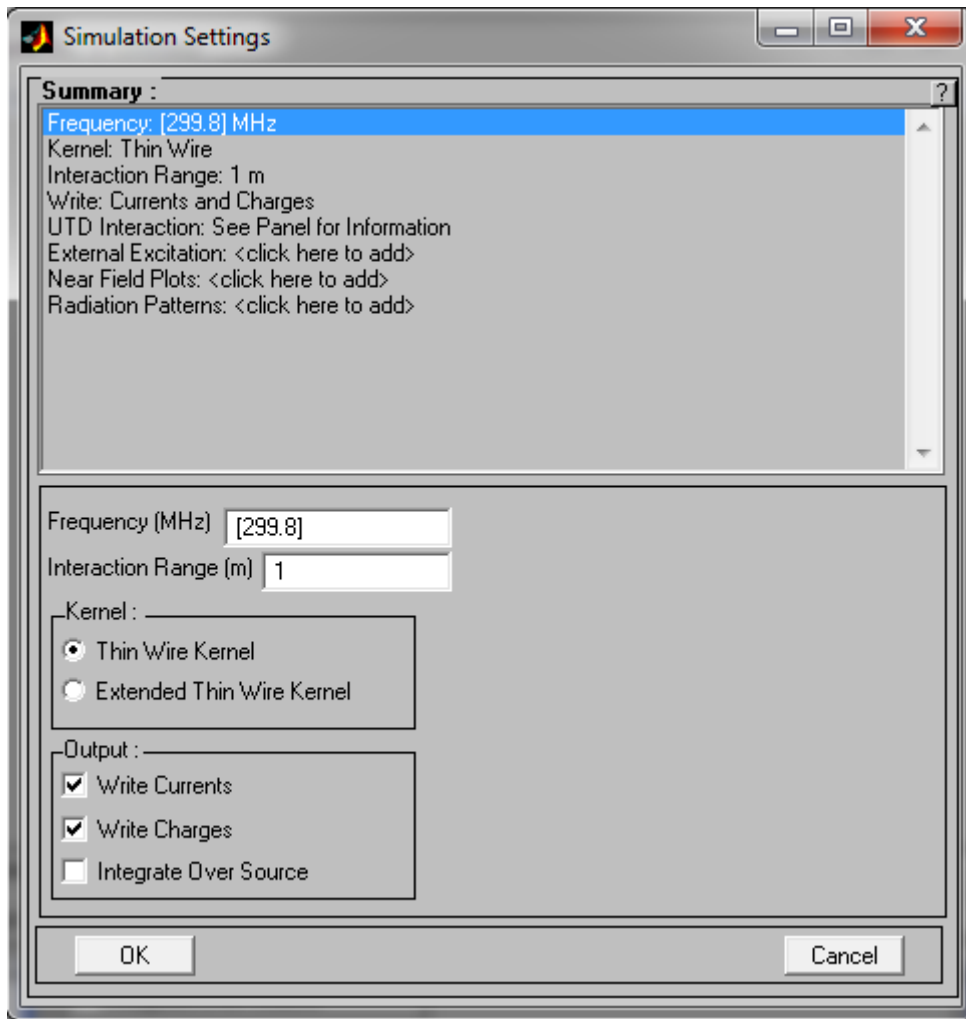 Simulation Settings
Summary :
?
Frequency: [299.8] MHz
Kernel: Thin Wire
Interaction Range: 1 m
Write: Currents and Charges
UTD Interaction: See Panel for Information
External Excitation: <click here to add>
Near Field Plots: <click here to add>
Radiation Patterns: <click here to add>
Frequency (MHz) [299.8]
Interaction Range (m) 1
Kernel :
Thin Wire Kernel
Extended Thin Wire Kernel
Output :
Write Currents
Write Charges
Integrate Over Source
OK Cancel